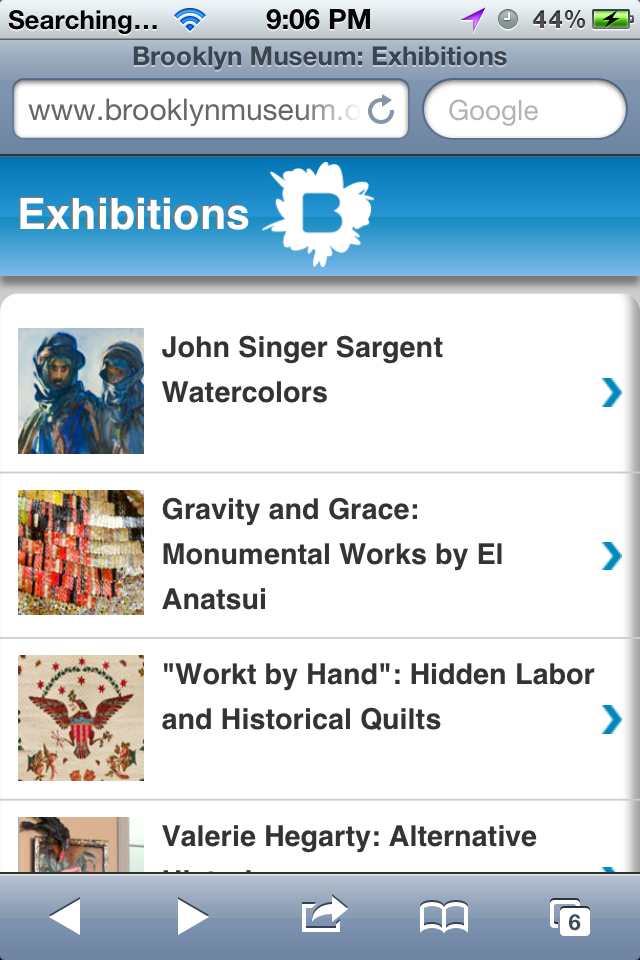 Searching... 9:06 PM 44%
Brooklyn Museum: Exhibitions
www.brooklynmuseum.o Google
Exhibitions B
John Singer Sargent
Watercolors
Gravity and Grace:
Monumental Works by El
Anatsui
"Workt by Hand": Hidden Labor
and Historical Quilts
Valerie Hegarty: Alternative
6